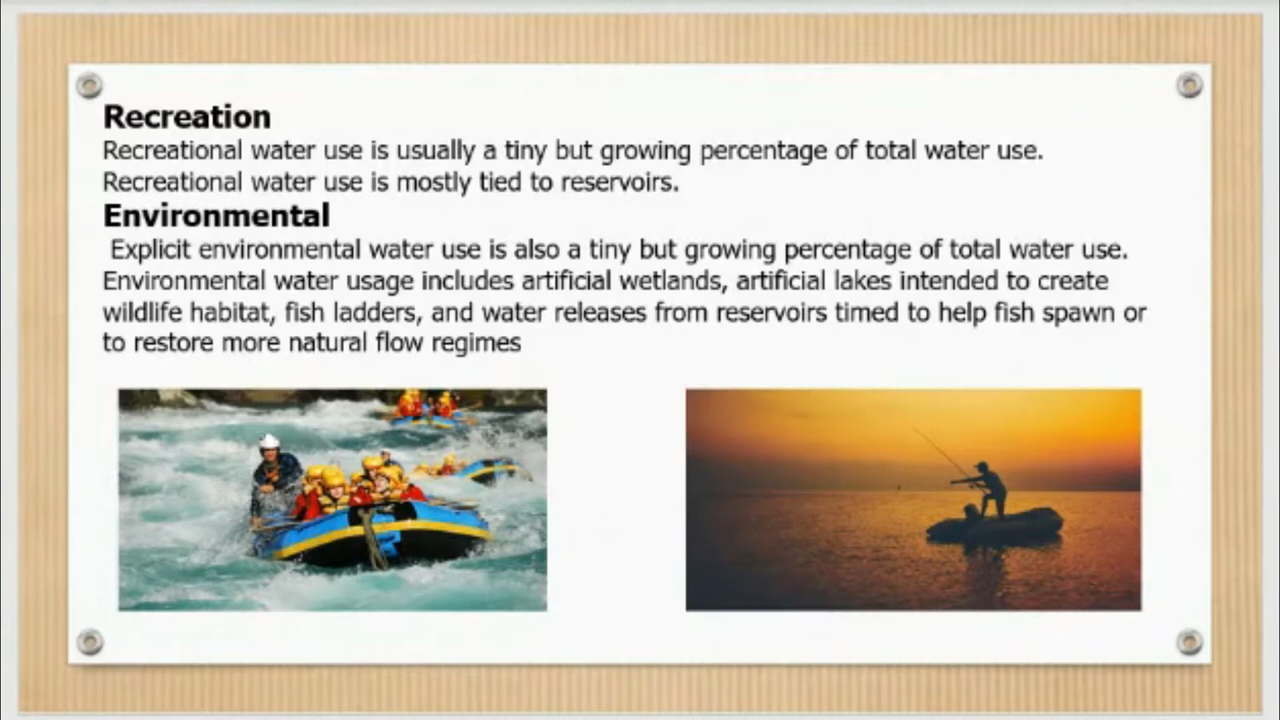 Recreation
Recreational water use is usually a tiny but growing percentage of total water use.
Recreational water use is mostly tied to reservoirs.
Environmental
Explicit environmental water use is also a tiny but growing percentage of total water use.
Environmental water usage includes artificial wetlands, artificial lakes intended to create
wildlife habitat, fish ladders, and water releases from reservoirs timed to help fish spawn or
to restore more natural flow regimes